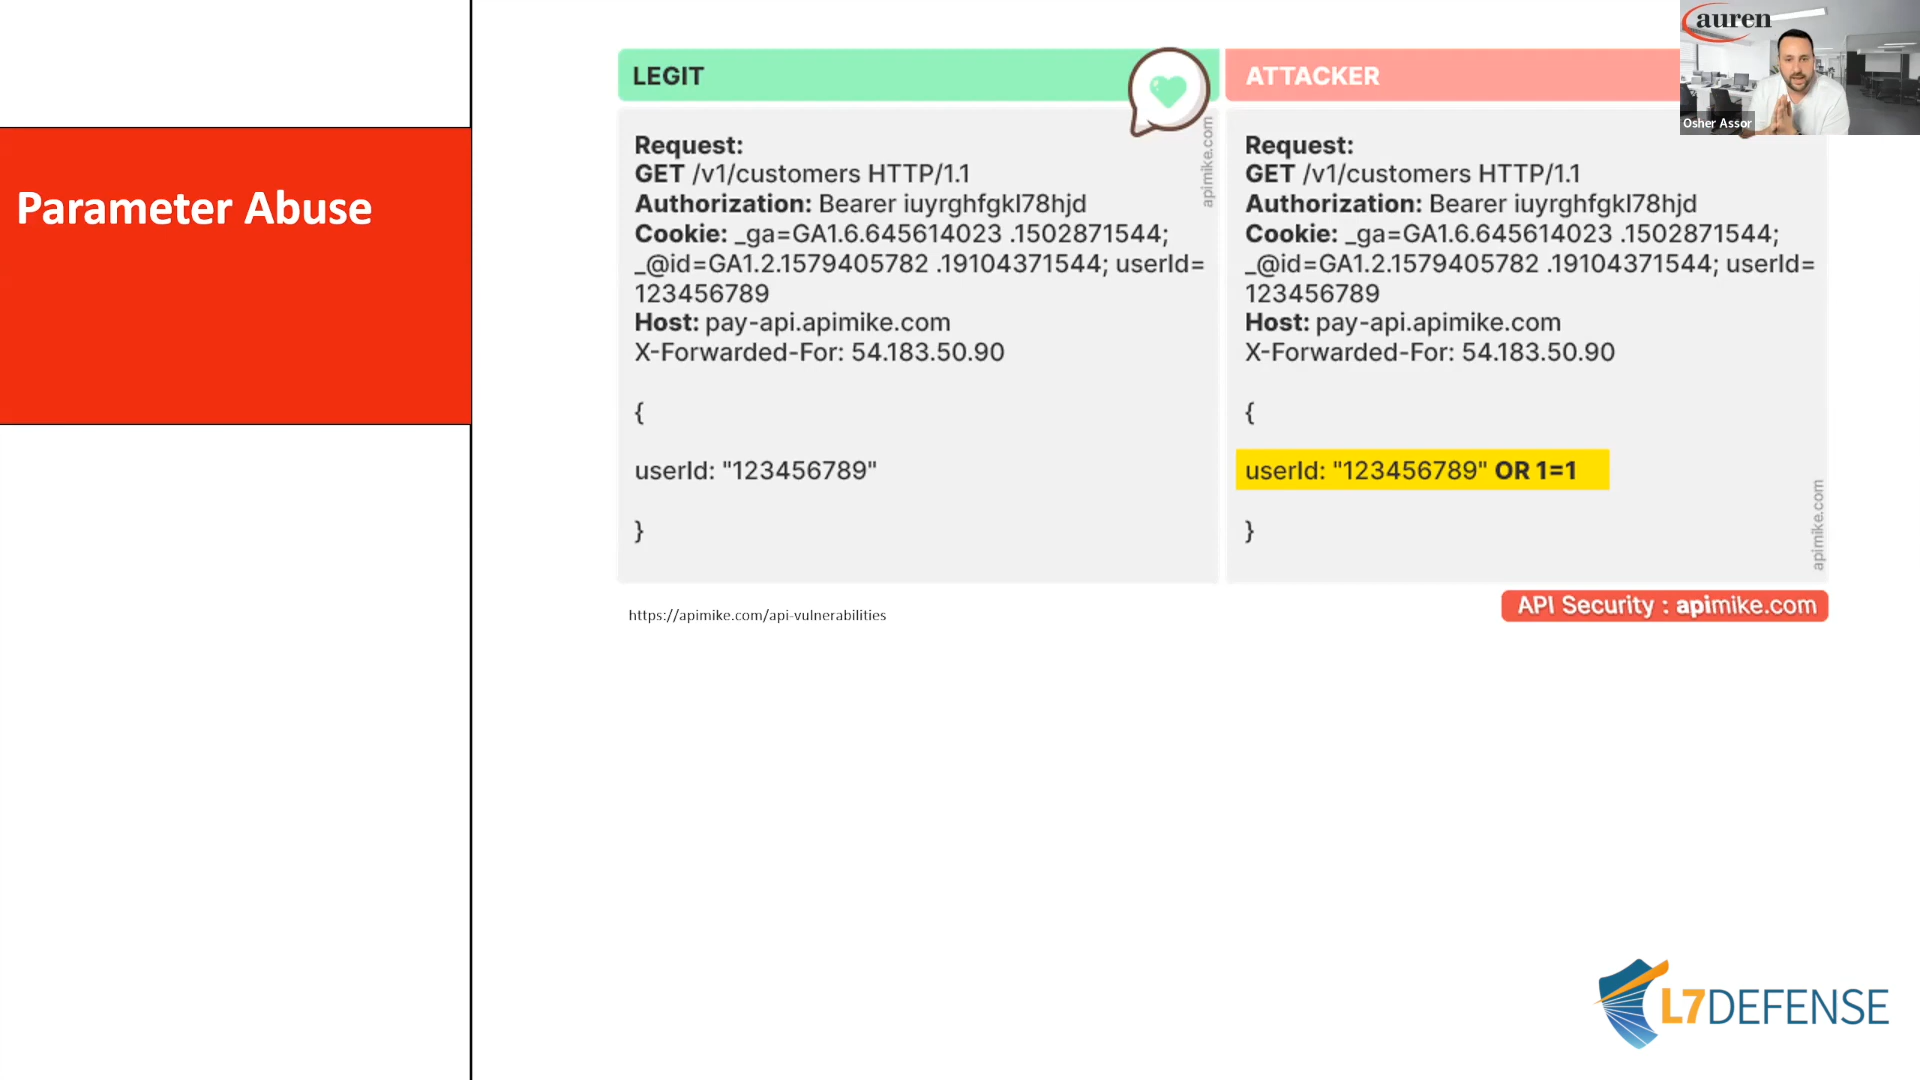 Parameter Abuse
LEGIT
Request:
GET /v1/customers HTTP/1.1
Authorization: Bearer iuyrghfgkl78hjd
Cookie: _ga=GA1.6.645614023 .1502871544;
_@id=GA1.2.1579405782 .19104371544; userId=
123456789
Host: pay-api.apimike.com
X-Forwarded-For: 54.183.50.90
{
userId: "123456789"
}
apimike.com
ATTACKER
Request:
GET /v1/customers HTTP/1.1
Authorization: Bearer iuyrghfgkl78hjd
Cookie: _ga=GA1.6.645614023 .1502871544;
_@id=GA1.2.1579405782 .19104371544; userId=
123456789
Host: pay-api.apimike.com
X-Forwarded-For: 54.183.50.90
{
userId: "123456789" OR 1=1
}
apimike.com
https://apimike.com/api-vulnerabilities
API Security : apimike.com
auren
Osher Assor
L7DEFENSE